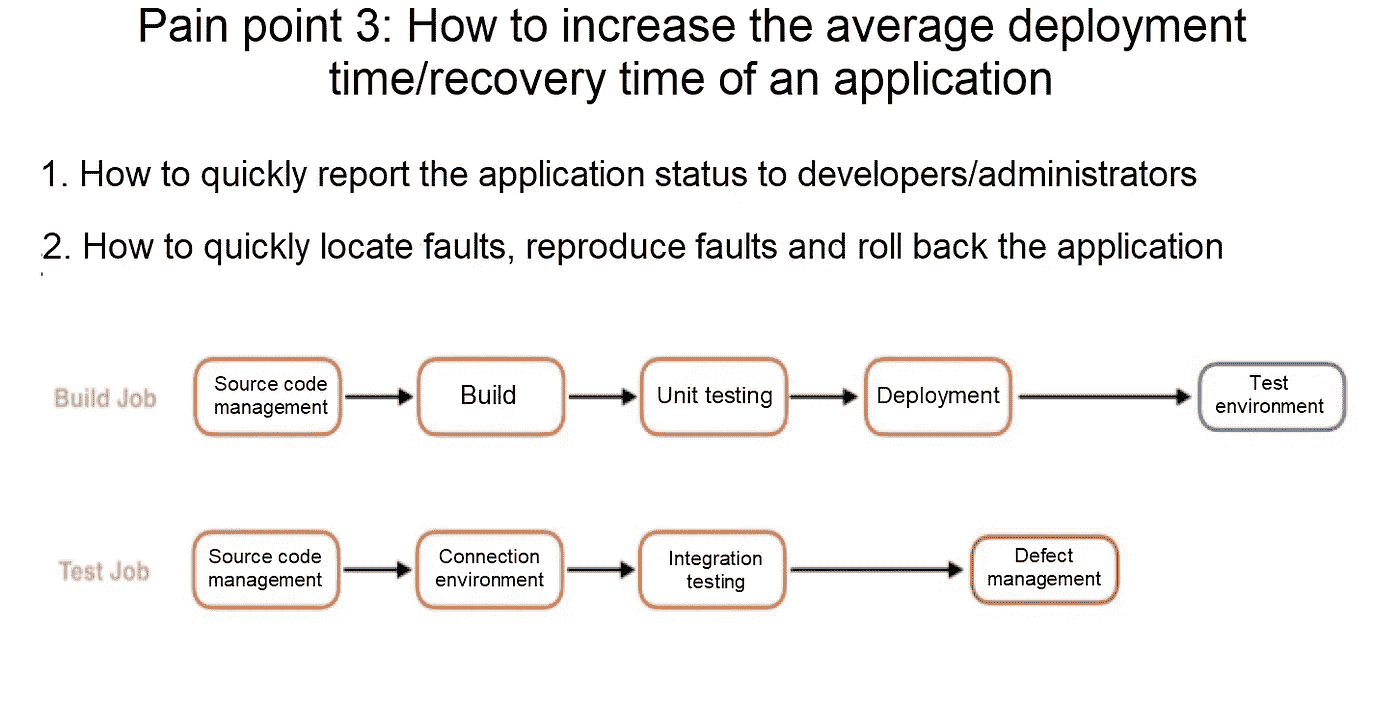 Pain point 3: How to increase the average deployment
time/recovery time of an application
1. How to quickly report the application status to developers/administrators
2. How to quickly locate faults, reproduce faults and roll back the application
Build Job
Source code
management
Build
Unit testing
Deployment
Test
environment
Test Job
Source code
management
Connection
environment
Integration
testing
Defect
management